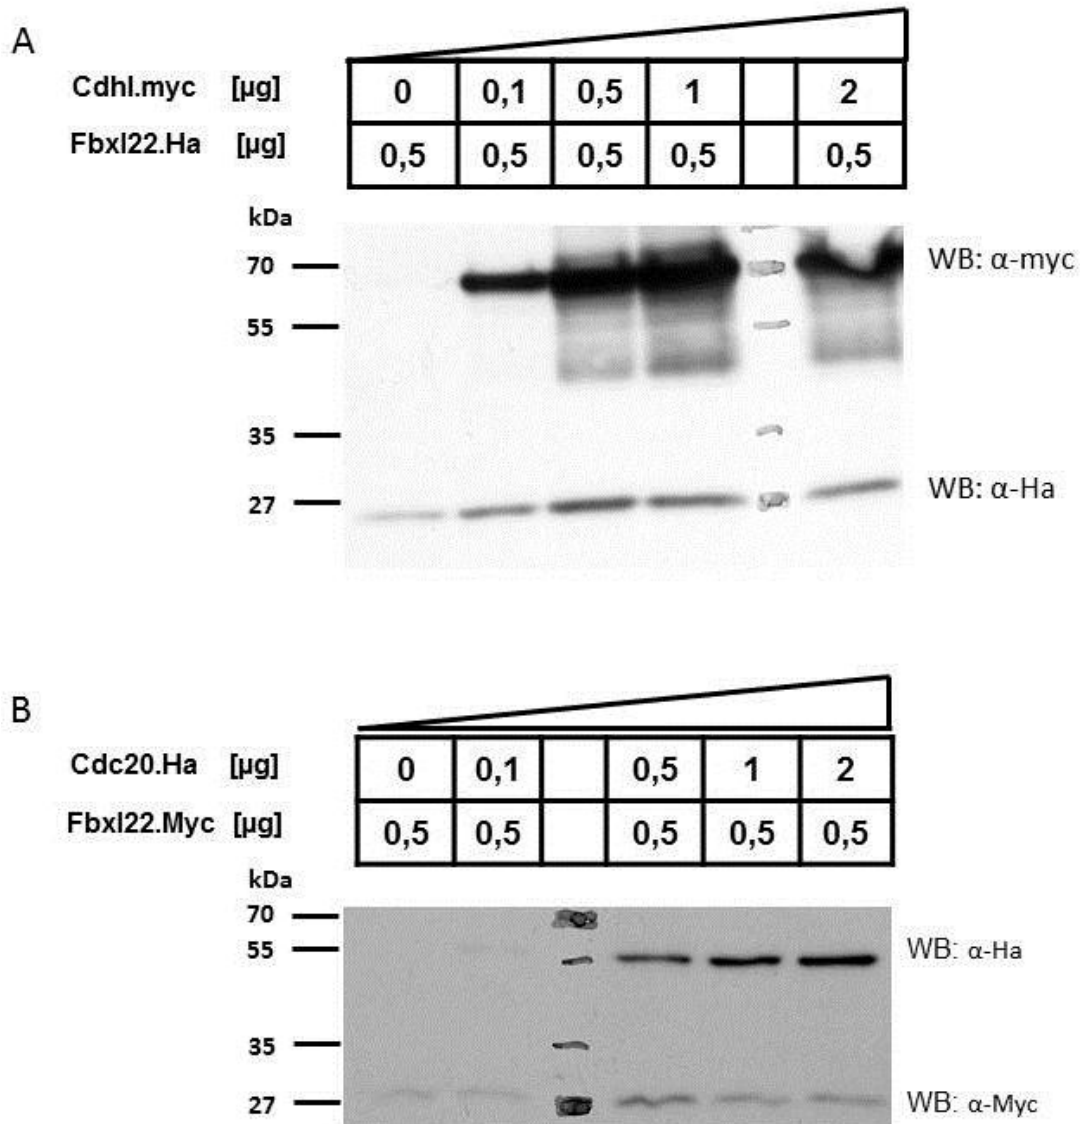 A
Cdhl.myc [µg] 0 0,1 0,5 1 2
Fbxl22.Ha [µg] 0,5 0,5 0,5 0,5 0,5
kDa
70
WB: α-myc
55
35
27
WB: α-Ha
B
Cdc20.Ha [µg] 0 0,1 0,5 1 2
Fbxl22.Myc [µg] 0,5 0,5 0,5 0,5 0,5
kDa
70
55
WB: α-Ha
35
27
WB: α-Myc